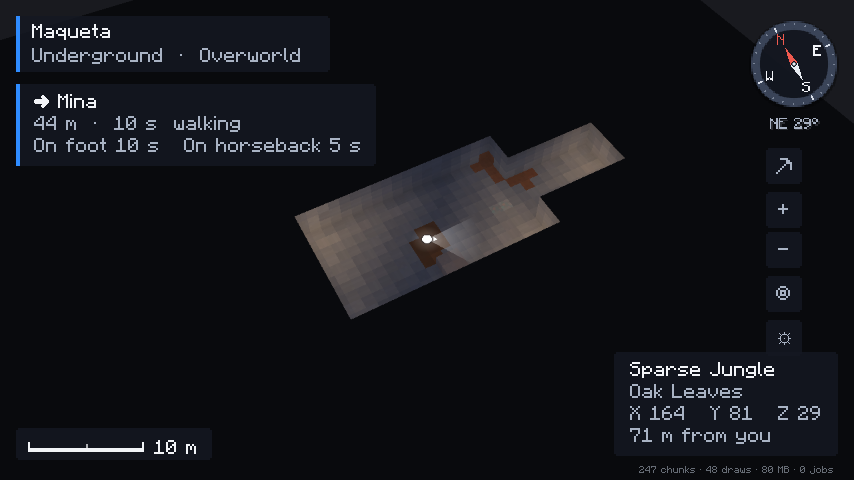 Maqueta
Underground · Overworld
➔ Mina
44 m · 10 s walking
On foot 10 s On horseback 5 s
N
E
W
S
NE 29°
+
−
Sparse Jungle
Oak Leaves
X 164 Y 81 Z 29
71 m from you
10 m
247 chunks · 48 draws · 80 MB · 0 jobs